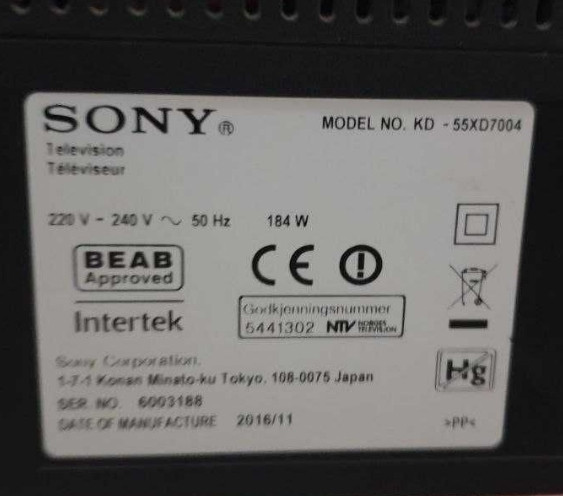 SONY® MODEL NO. KD - 55XD7004
Television
Téléviseur
220 V - 240 V ~ 50 Hz 184 W
BEAB
Approved
CE
Intertek
Godkjenningsnummer
5441302 NTV NORGES TELEVISION
Sony Corporation.
1-7-1 Konan Minato-ku Tokyo. 108-0075 Japan
Hg
SER. NO. 6003188
DATE OF MANUFACTURE 2016/11
>PP<